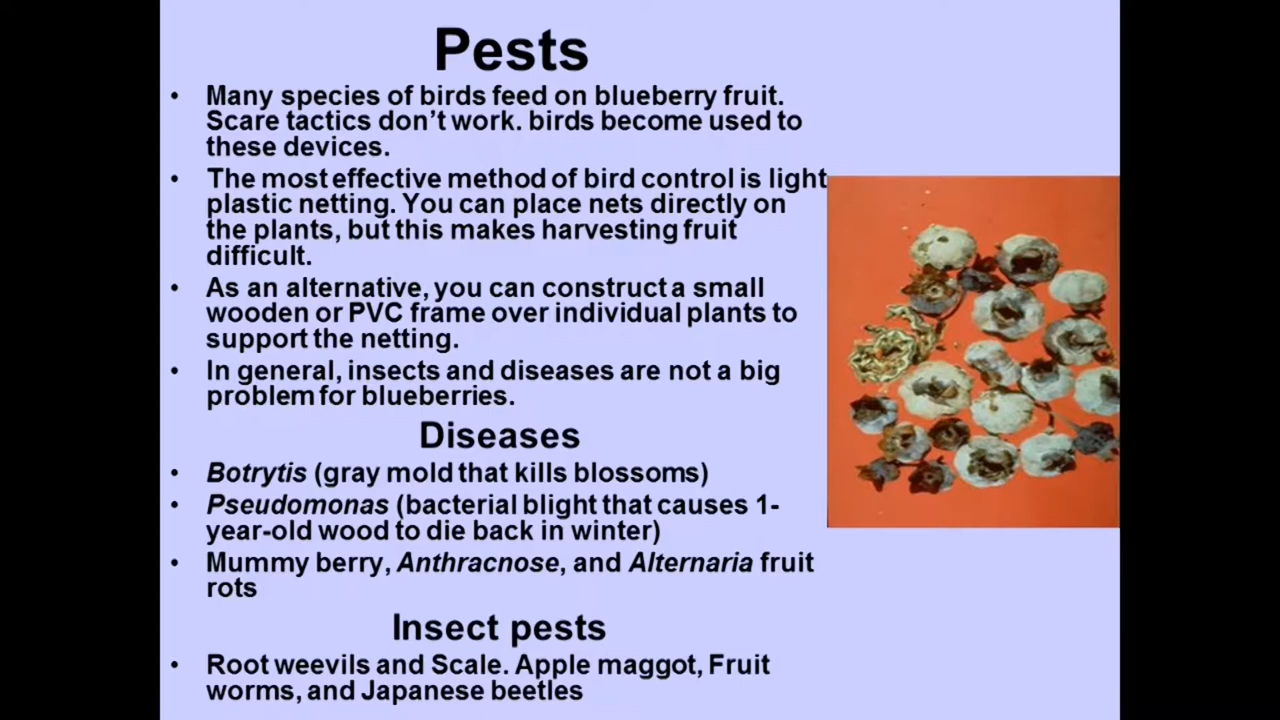 Pests
• Many species of birds feed on blueberry fruit.
Scare tactics don't work. birds become used to
these devices.
• The most effective method of bird control is light
plastic netting. You can place nets directly on
the plants, but this makes harvesting fruit
difficult.
• As an alternative, you can construct a small
wooden or PVC frame over individual plants to
support the netting.
• In general, insects and diseases are not a big
problem for blueberries.
Diseases
• Botrytis (gray mold that kills blossoms)
• Pseudomonas (bacterial blight that causes 1-
year-old wood to die back in winter)
• Mummy berry, Anthracnose, and Alternaria fruit
rots
Insect pests
• Root weevils and Scale. Apple maggot, Fruit
worms, and Japanese beetles